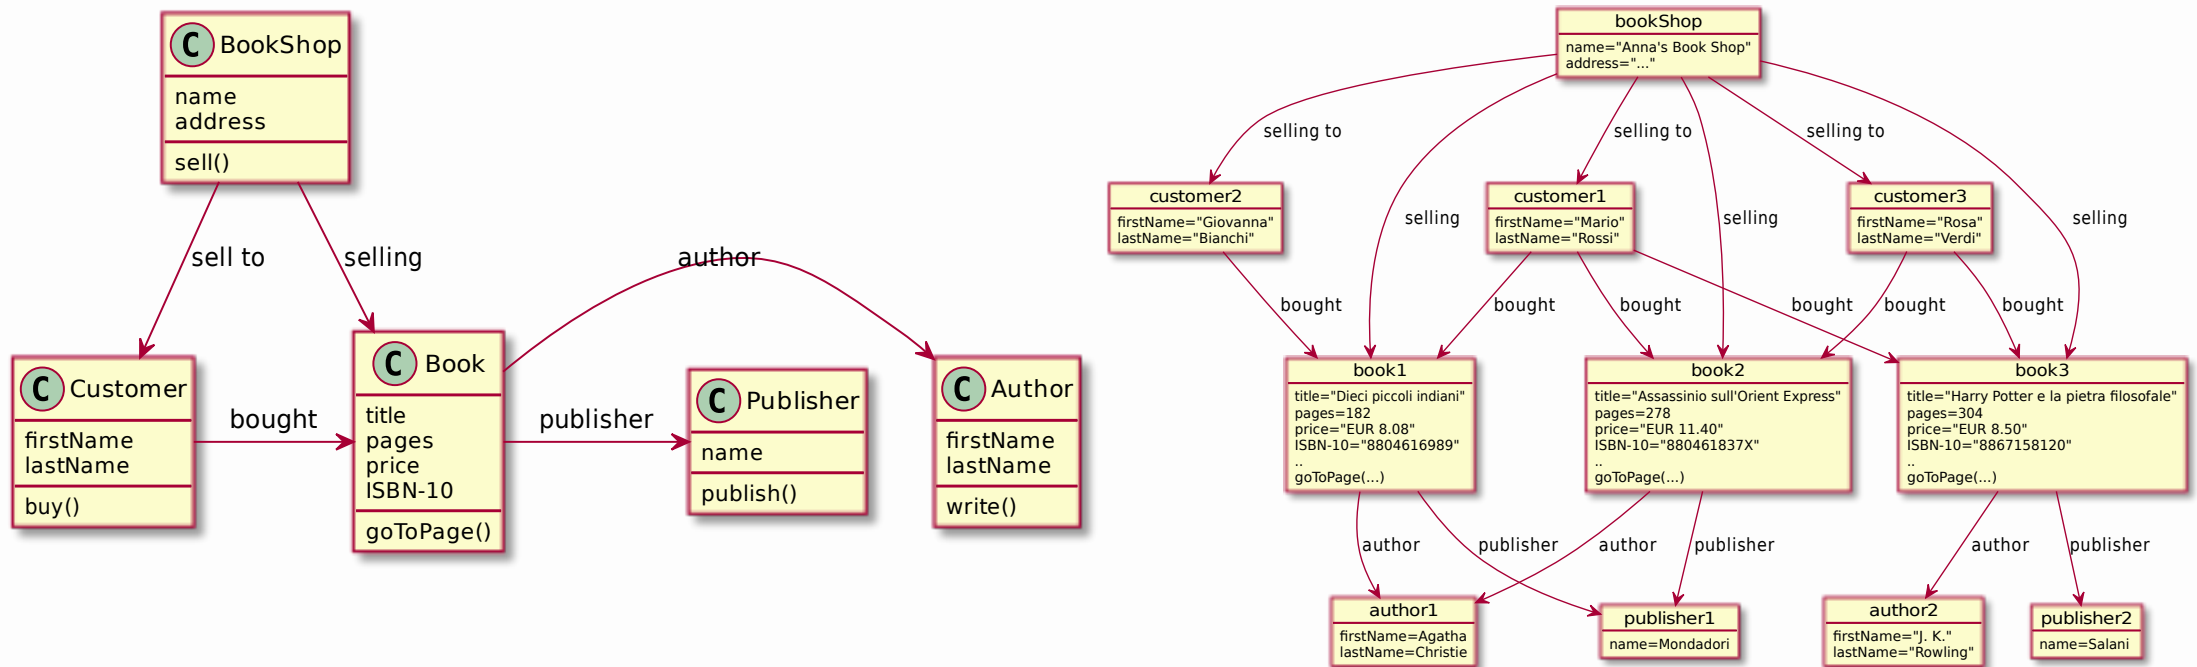 C BookShop
name
address
sell()
sell to
selling
author
C Customer
firstName
lastName
buy()
bought
C Book
title
pages
price
ISBN-10
goToPage()
publisher
C Publisher
name
publish()
C Author
firstName
lastName
write()
bookShop
name="Anna's Book Shop"
address="..."
selling to
selling to
selling to
customer2
firstName="Giovanna"
lastName="Bianchi"
selling
customer1
firstName="Mario"
lastName="Rossi"
selling
customer3
firstName="Rosa"
lastName="Verdi"
selling
bought
bought
bought
bought
bought
bought
book1
title="Dieci piccoli indiani"
pages=182
price="EUR 8.08"
ISBN-10="8804616989"
..
goToPage(...)
book2
title="Assassinio sull'Orient Express"
pages=278
price="EUR 11.40"
ISBN-10="880461837X"
..
goToPage(...)
book3
title="Harry Potter e la pietra filosofale"
pages=304
price="EUR 8.50"
ISBN-10="8867158120"
..
goToPage(...)
author
publisher
author
publisher
author
publisher
author1
firstName=Agatha
lastName=Christie
publisher1
name=Mondadori
author2
firstName="J. K."
lastName="Rowling"
publisher2
name=Salani